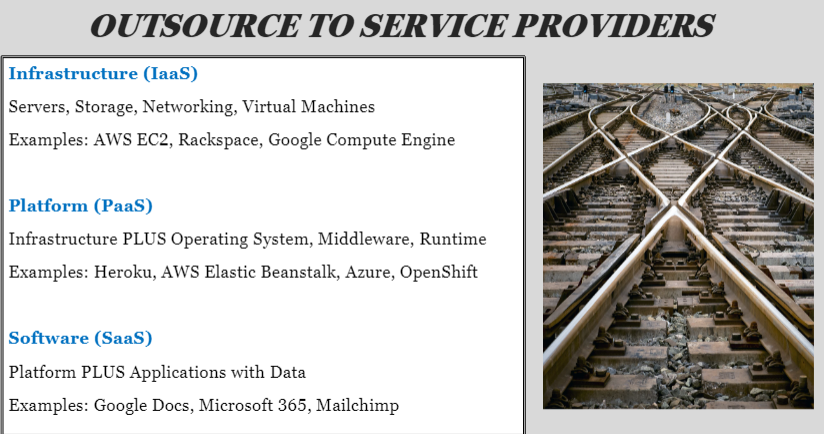 OUTSOURCE TO SERVICE PROVIDERS
Infrastructure (IaaS)
Servers, Storage, Networking, Virtual Machines
Examples: AWS EC2, Rackspace, Google Compute Engine
Platform (PaaS)
Infrastructure PLUS Operating System, Middleware, Runtime
Examples: Heroku, AWS Elastic Beanstalk, Azure, OpenShift
Software (SaaS)
Platform PLUS Applications with Data
Examples: Google Docs, Microsoft 365, Mailchimp